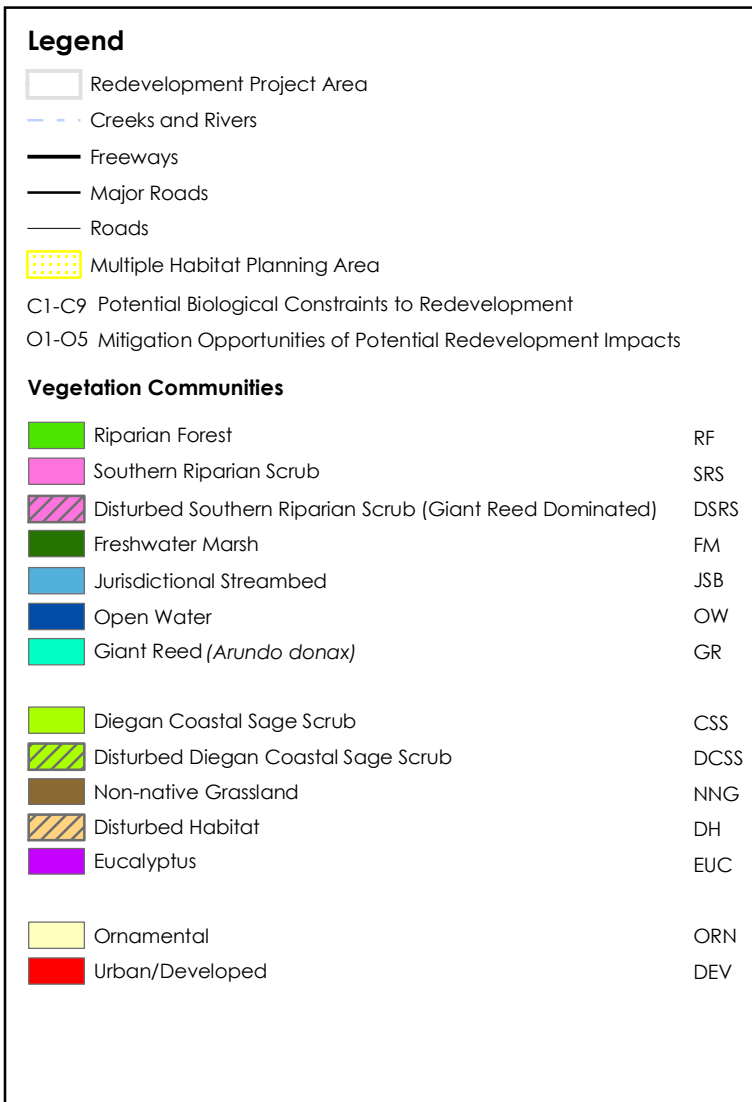 Legend
Redevelopment Project Area
Creeks and Rivers
Freeways
Major Roads
Roads
Multiple Habitat Planning Area
C1-C9 Potential Biological Constraints to Redevelopment
O1-O5 Mitigation Opportunities of Potential Redevelopment Impacts
Vegetation Communities
Riparian Forest RF
Southern Riparian Scrub SRS
Disturbed Southern Riparian Scrub (Giant Reed Dominated) DSRS
Freshwater Marsh FM
Jurisdictional Streambed JSB
Open Water OW
Giant Reed (Arundo donax) GR
Diegan Coastal Sage Scrub CSS
Disturbed Diegan Coastal Sage Scrub DCSS
Non-native Grassland NNG
Disturbed Habitat DH
Eucalyptus EUC
Ornamental ORN
Urban/Developed DEV